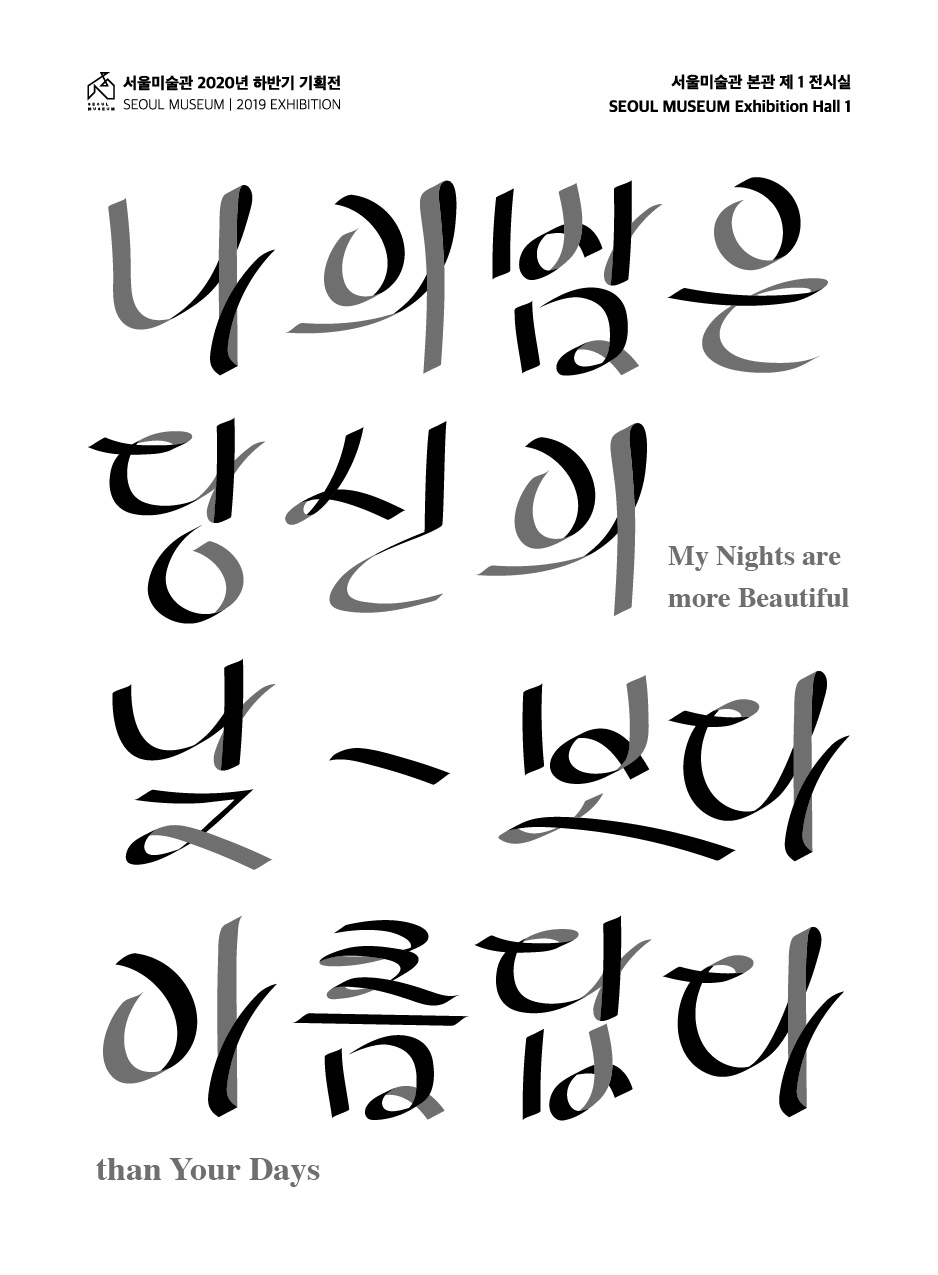 서울미술관 2020년 하반기 기획전
SEOUL MUSEUM | 2019 EXHIBITION
SEOUL MUSEUM
서울미술관 본관 제 1 전시실
SEOUL MUSEUM Exhibition Hall 1
나의 밤은
당신의
My Nights are
more Beautiful
낮 - 보다
아름답다
than Your Days